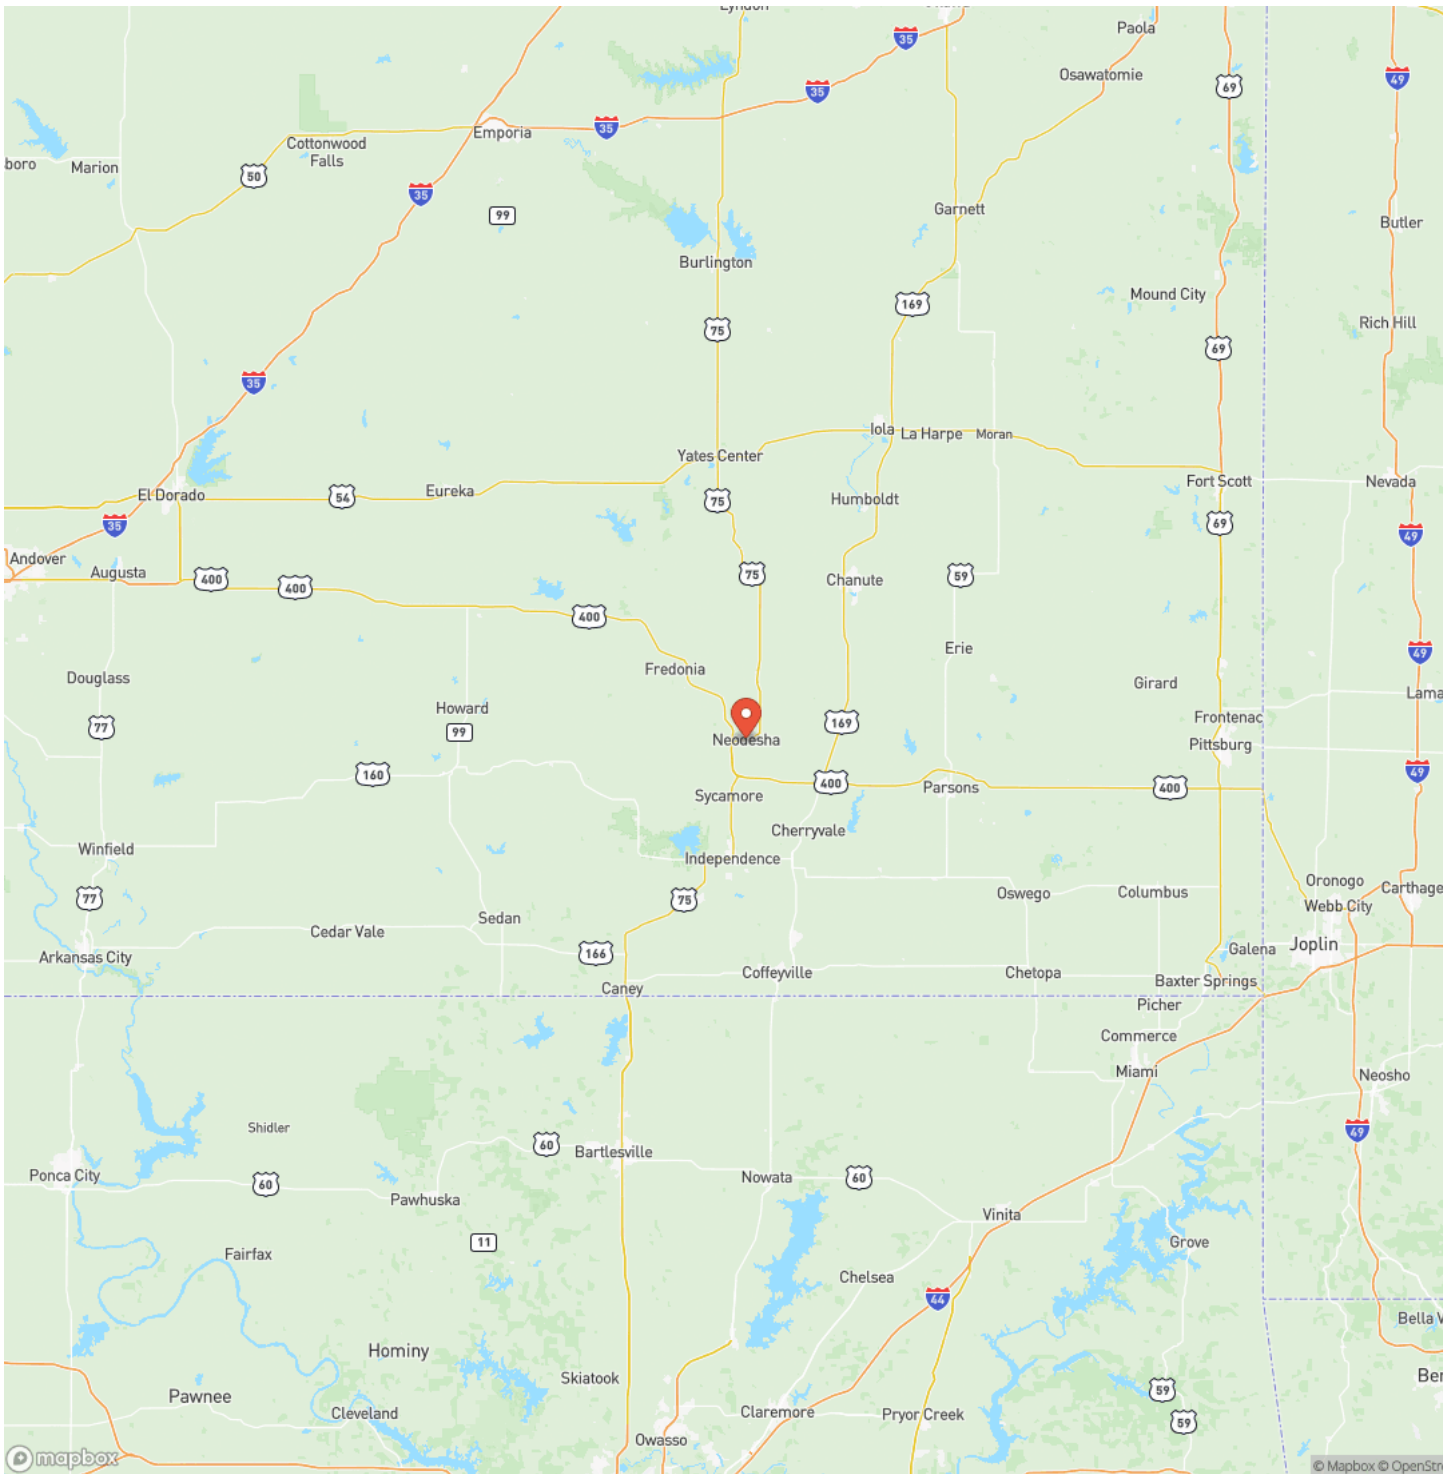 Lyndon
Paola
35
Osawatomie
35
69
49
Emporia
35
Cottonwood
Falls
boro
Marion
50
35
99
Garnett
Butler
Burlington
Mound City
169
75
Rich Hill
69
35
Iola
La Harpe
Moran
Yates Center
Fort Scott
Nevada
El Dorado
54
Eureka
75
Humboldt
35
69
49
Andover
Augusta
400
400
75
Chanute
59
400
Erie
49
Fredonia
Douglass
Girard
Lama
Howard
77
99
169
Frontenac
Neodesha
Pittsburg
160
400
Parsons
400
49
Sycamore
Cherryvale
Winfield
Independence
77
75
Oswego
Columbus
Oronogo
Carthage
Webb City
Sedan
Cedar Vale
Joplin
166
Galena
Arkansas City
Coffeyville
Chetopa
Baxter Springs
Caney
Picher
Commerce
Miami
Neosho
Shidler
49
60
Bartlesville
Ponca City
60
Nowata
60
Pawhuska
Vinita
11
Grove
Fairfax
Chelsea
44
Bella V
Hominy
Skiatook
Ber
59
Pawnee
Cleveland
Claremore
Pryor Creek
59
Owasso
mapbox
© Mapbox © OpenStre